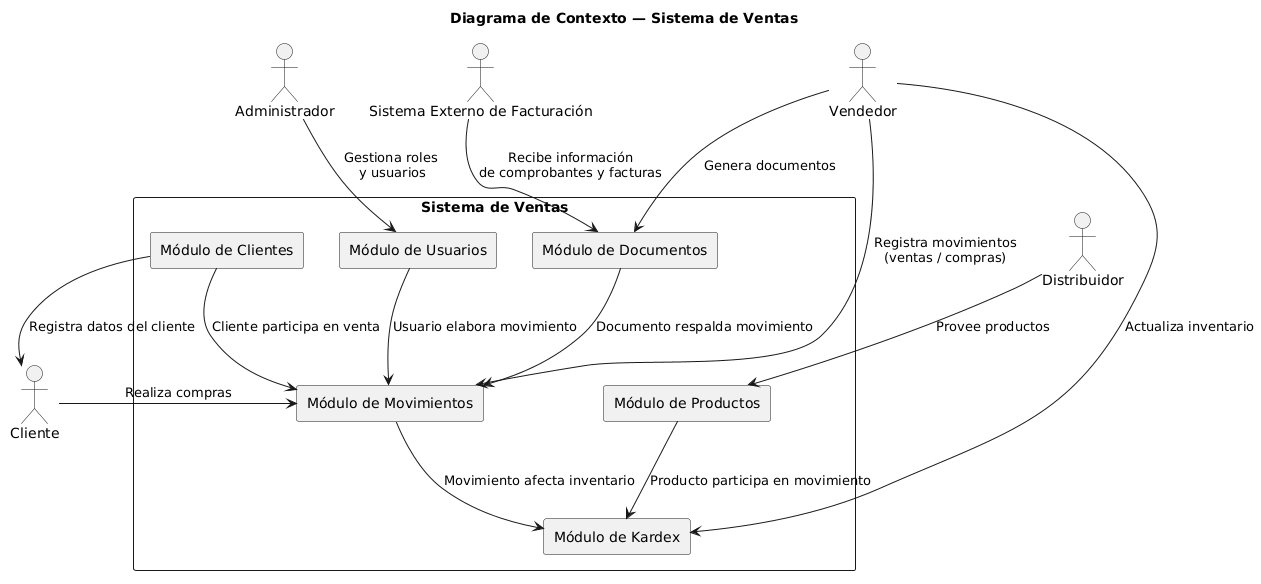 Diagrama de Contexto — Sistema de Ventas
Administrador
Sistema Externo de Facturación
Vendedor
Gestiona roles
y usuarios
Recibe información
de comprobantes y facturas
Genera documentos
Sistema de Ventas
Módulo de Clientes
Módulo de Usuarios
Módulo de Documentos
Registra movimientos
(ventas / compras)
Distribuidor
Registra datos del cliente
Cliente participa en venta
Usuario elabora movimiento
Documento respalda movimiento
Provee productos
Actualiza inventario
Realiza compras
Cliente
Módulo de Movimientos
Módulo de Productos
Movimiento afecta inventario
Producto participa en movimiento
Módulo de Kardex